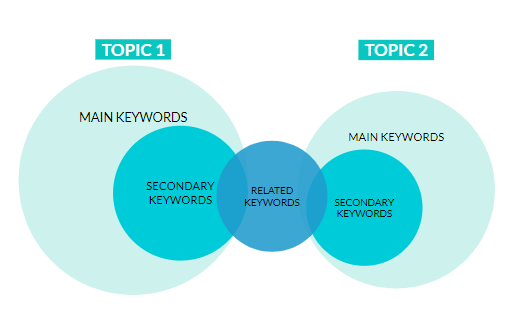 TOPIC 1
TOPIC 2
MAIN KEYWORDS
MAIN KEYWORDS
SECONDARY
KEYWORDS
RELATED
KEYWORDS
SECONDARY
KEYWORDS